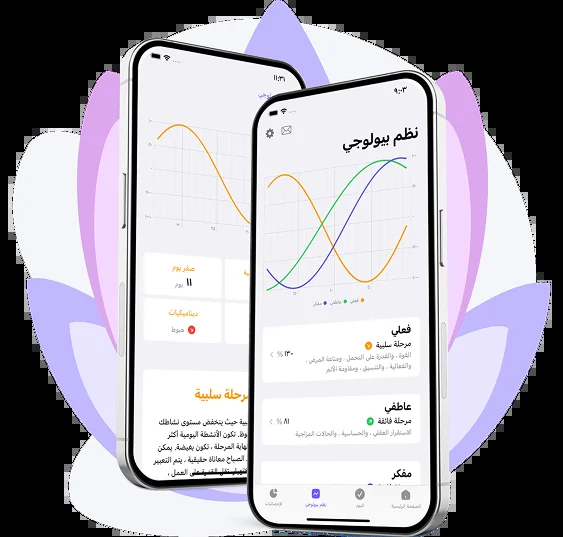 ١١:٣١
صفر يوم
١١ يوم
ديناميكيات
هبوط
مرحلة سلبية
حيث ينخفض مستوى نشاطك
تكون الأنشطة اليومية أكثر
نهاية المرحلة ، تكون بغيضة. يمكن
الصباح معاناة حقيقية ، يتم التعبير
العمل ،
٩:٠٣
نظم بيولوجي
فعلي
عاطفي
مفكر
فعلي
مرحلة سلبية
١٣٠ %
القوة ، والقدرة على التحمل ، ومناعة المرض ،
والفعالية ، والتنسيق ، ومقاومة الألم
عاطفي
مرحلة فائقة
٨١ %
الاستقرار العقلي ، والحساسية ، والحالات المزاجية
مفكر
الصفحة الرئيسية
اليوم
نظم بيولوجي
الإحصائيات